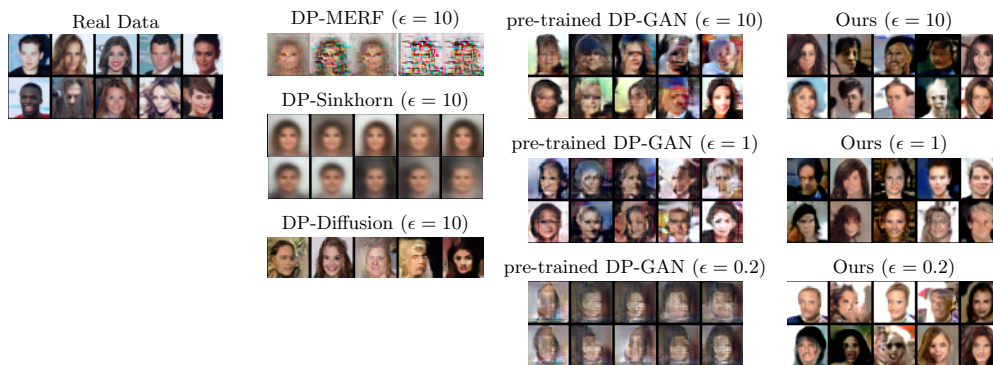 Real Data
DP-MERF (ϵ = 10)
DP-Sinkhorn (ϵ = 10)
DP-Diffusion (ϵ = 10)
pre-trained DP-GAN (ϵ = 10)
pre-trained DP-GAN (ϵ = 1)
pre-trained DP-GAN (ϵ = 0.2)
Ours (ϵ = 10)
Ours (ϵ = 1)
Ours (ϵ = 0.2)